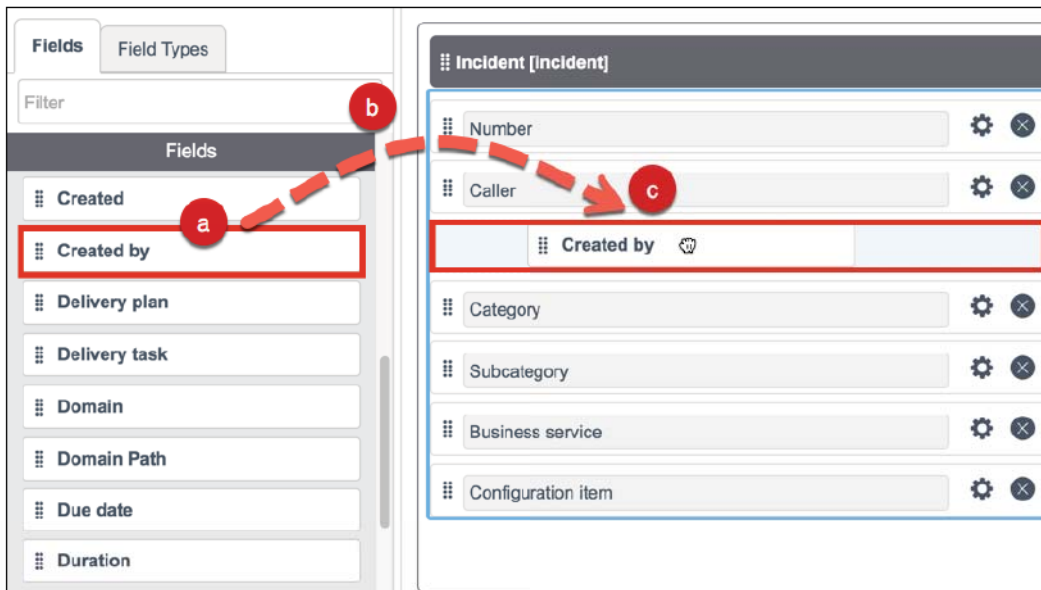 Fields
Field Types
Filter
Fields
Created
Created by
Delivery plan
Delivery task
Domain
Domain Path
Due date
Duration
a
b
c
Incident [incident]
Number
Caller
Created by
Category
Subcategory
Business service
Configuration item